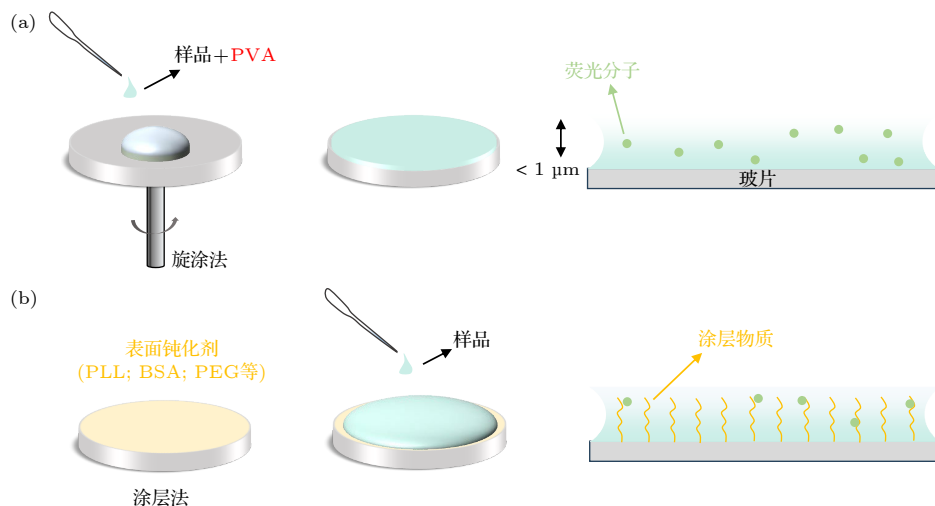 (a)
样品+PVA
荧光分子
< 1 µm
玻片
旋涂法
(b)
样品
涂层物质
表面钝化剂
(PLL; BSA; PEG等)
涂层法